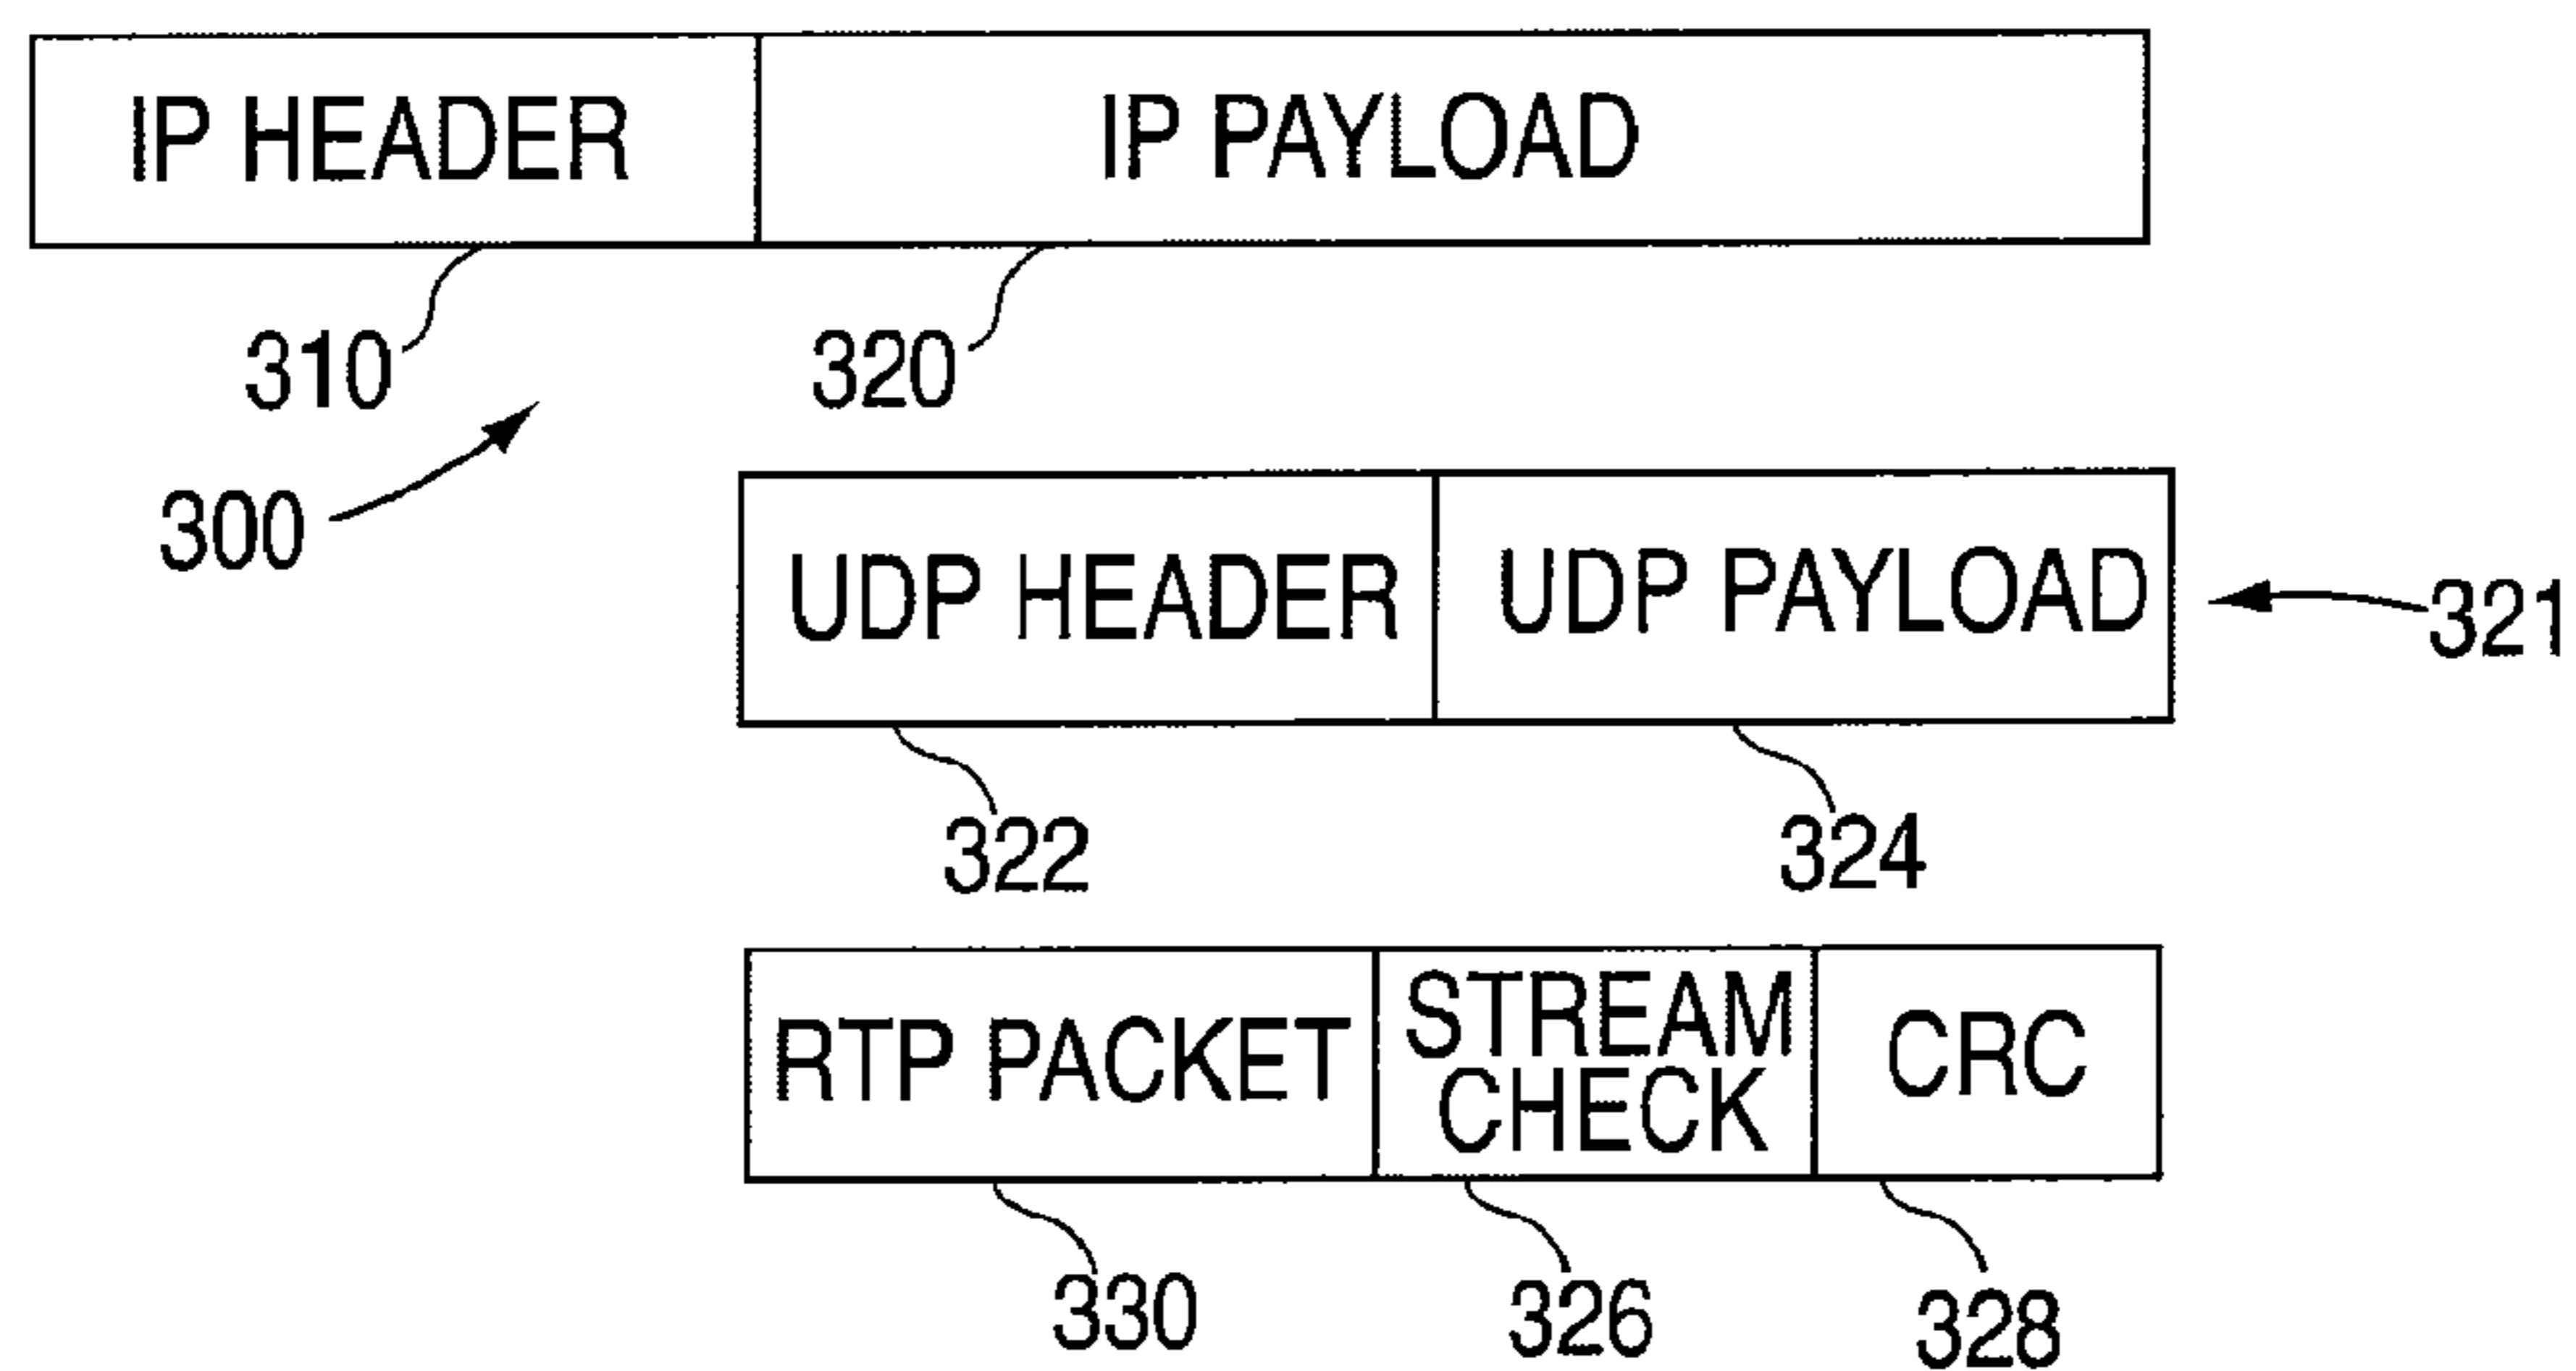 IP HEADER IP PAYLOAD
310 320
300
UDP HEADER UDP PAYLOAD
321
322 324
RTP PACKET STREAM CHECK CRC
330 326 328